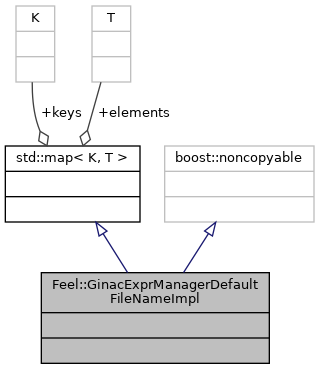 K
T
+keys
+elements
std::map< K, T >
boost::noncopyable
Feel::GinacExprManagerDefault
FileNameImpl